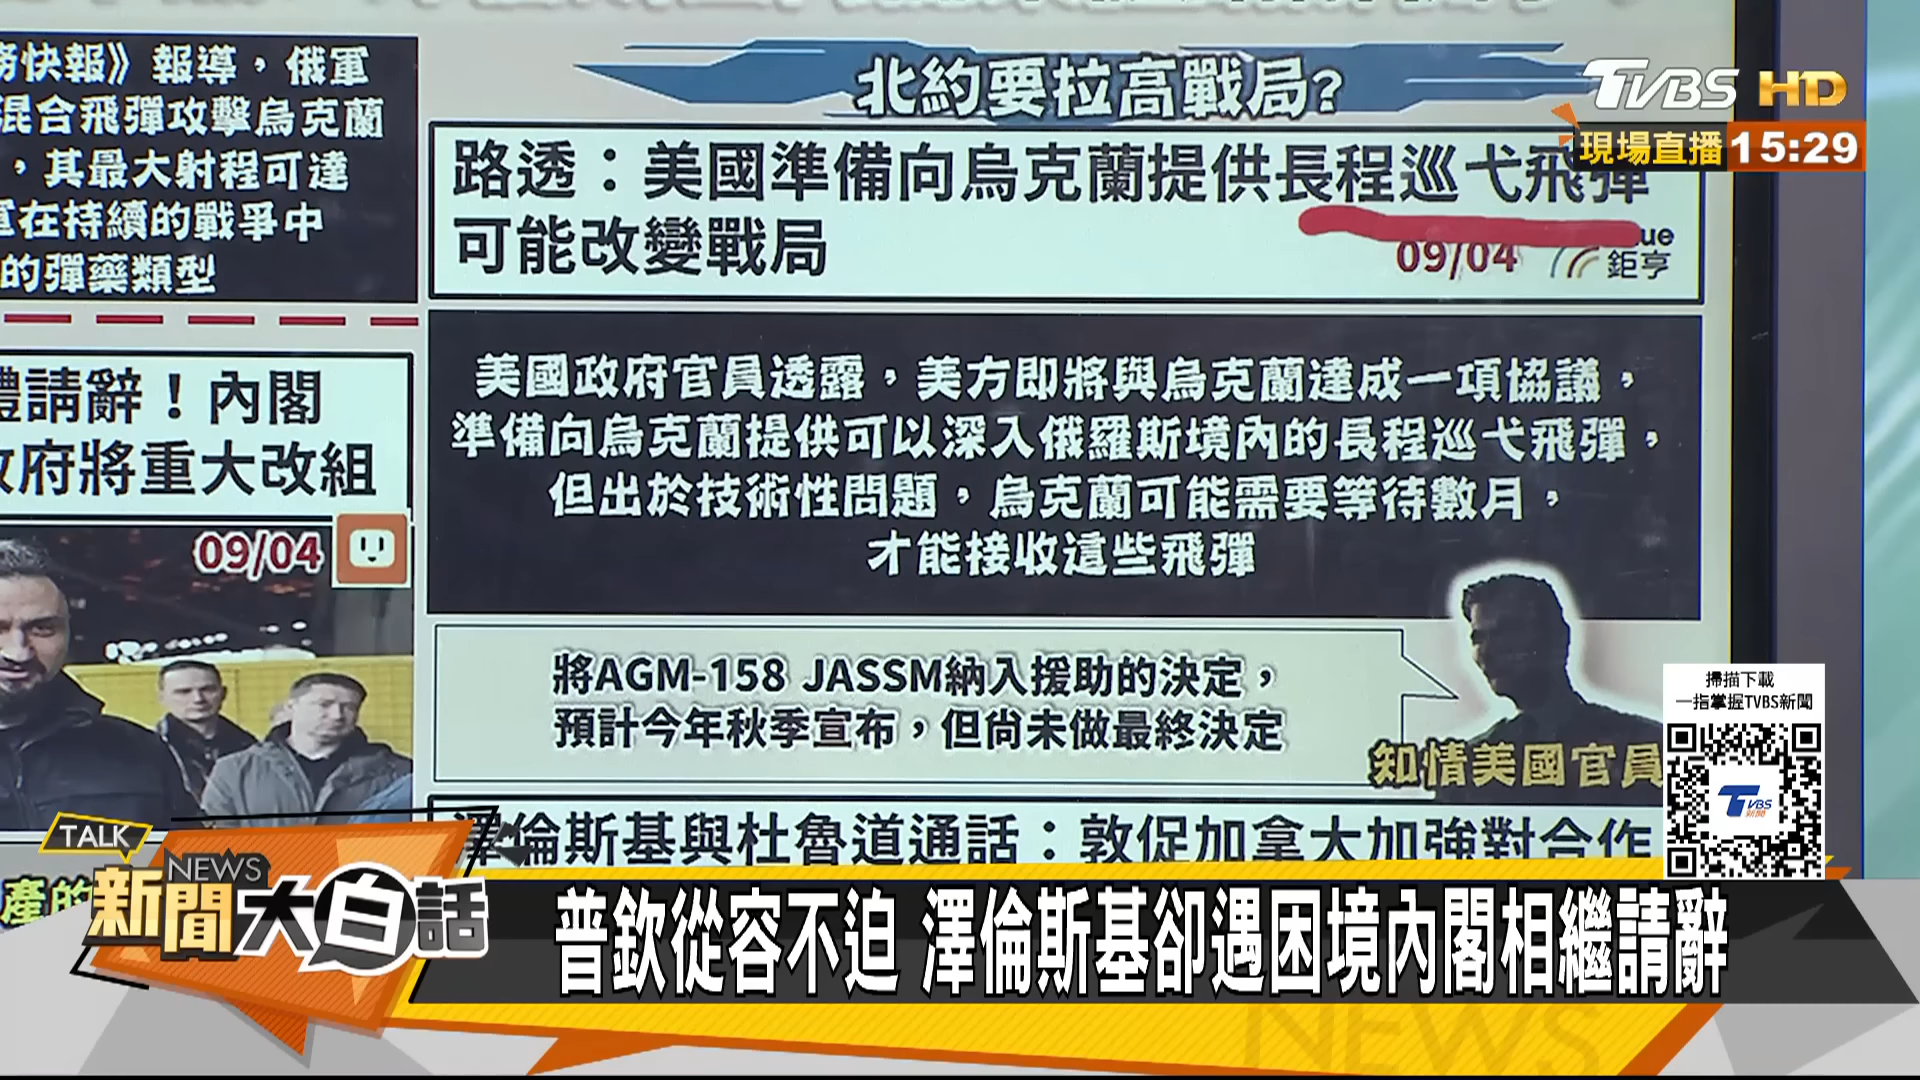 務快報》報導，俄軍
混合飛彈攻擊烏克蘭
，其最大射程可達
軍在持續的戰爭中
的彈藥類型
體請辭！內閣
政府將重大改組
09/04
北約要拉高戰局?
路透：美國準備向烏克蘭提供長程巡弋飛彈
可能改變戰局
09/04
鉅亨
美國政府官員透露，美方即將與烏克蘭達成一項協議，
準備向烏克蘭提供可以深入俄羅斯境內的長程巡弋飛彈，
但出於技術性問題，烏克蘭可能需要等待數月，
才能接收這些飛彈
將AGM-158 JASSM納入援助的決定，
預計今年秋季宣布，但尚未做最終決定
知情美國官員
澤倫斯基與杜魯道通話：敦促加拿大加強對合作
產的
TVBS HD
現場直播 15:29
掃描下載
一指掌握TVBS新聞
TVBS
新聞
TALK
NEWS
新聞大白話
普欽從容不迫 澤倫斯基卻遇困境內閣相繼請辭
NEWS